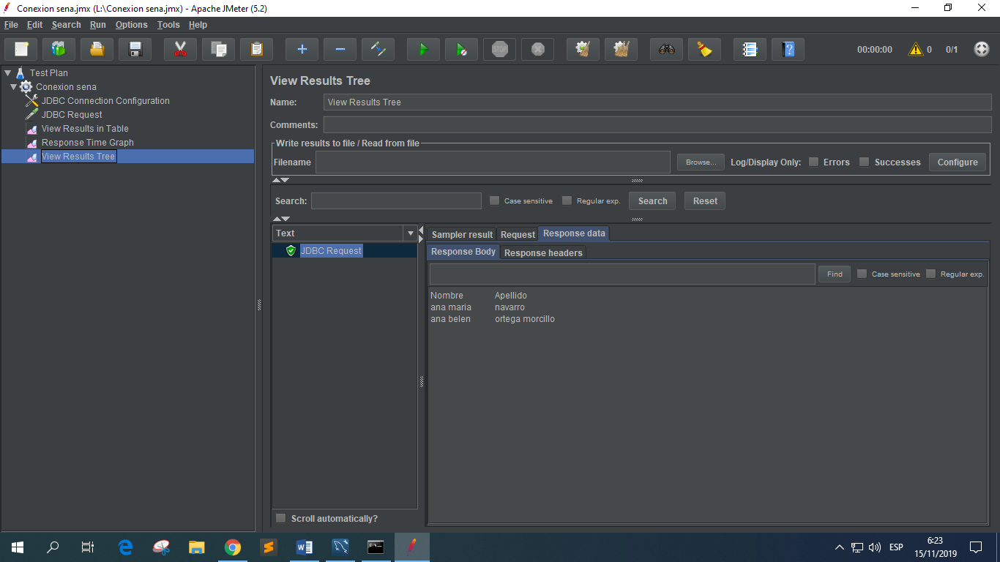 Conexion sena.jmx (L:\Conexion sena.jmx) - Apache JMeter (5.2)
File Edit Search Run Options Tools Help
00:00:00 0 0/1
STOP
Test Plan
Conexion sena
JDBC Connection Configuration
JDBC Request
View Results in Table
Response Time Graph
View Results Tree
View Results Tree
Name: View Results Tree
Comments:
Write results to file / Read from file
Filename Browse... Log/Display Only: Errors Successes Configure
Search: Case sensitive Regular exp. Search Reset
Text
JDBC Request
Scroll automatically?
Sampler result Request Response data
Response Body Response headers
Find Case sensitive Regular exp.
Nombre Apellido
ana maria navarro
ana belen ortega morcillo
ESP
6:23
15/11/2019